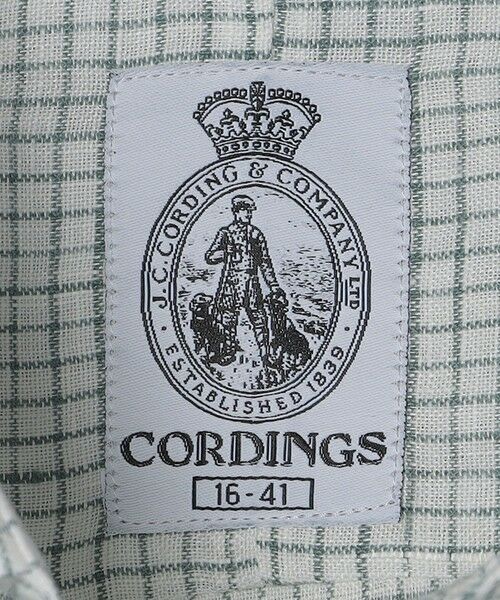 J.C. CORDING & COMPANY LTD
· ESTABLISHED 1839 ·
CORDINGS
16-41